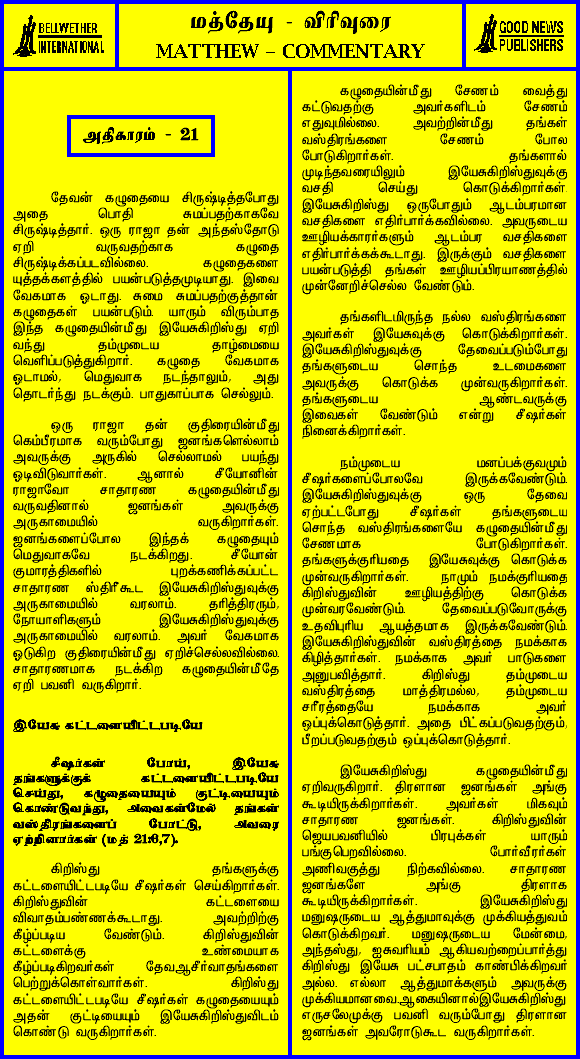 BELLWETHER
INTERNATIONAL
மத்தேயு - விரிவுரை
MATTHEW – COMMENTARY
GOOD NEWS
PUBLISHERS
அதிகாரம் - 21
தேவன் கழுதையை சிருஷ்டித்தபோது
அதை பொதி சுமப்பதற்காகவே
சிருஷ்டித்தார். ஒரு ராஜா தன் அந்தஸ்தோடு
ஏறி வருவதற்காக கழுதை
சிருஷ்டிக்கப்படவில்லை. கழுதைகளை
யுத்தக்களத்தில் பயன்படுத்தமுடியாது. இவை
வேகமாக ஓடாது. சுமை சுமப்பதற்குத்தான்
கழுதைகள் பயன்படும். யாரும் விரும்பாத
இந்த கழுதையின்மீது இயேசுகிறிஸ்து ஏறி
வந்து தம்முடைய தாழ்மையை
வெளிப்படுத்துகிறார். கழுதை வேகமாக
ஓடாமல், மெதுவாக நடந்தாலும், அது
தொடர்ந்து நடக்கும். பாதுகாப்பாக செல்லும்.
ஒரு ராஜா தன் குதிரையின்மீது
கெம்பீரமாக வரும்போது ஜனங்களெல்லாம்
அவருக்கு அருகில் செல்லாமல் பயந்து
ஓடிவிடுவார்கள். ஆனால் சீயோனின்
ராஜாவோ சாதாரண கழுதையின்மீது
வருவதினால் ஜனங்கள் அவருக்கு
அருகாமையில் வருகிறார்கள்.
ஜனங்களைப்போல இந்தக் கழுதையும்
மெதுவாகவே நடக்கிறது. சீயோன்
குமாரத்திகளில் புறக்கணிக்கப்பட்ட
சாதாரண ஸ்திரீகூட இயேசுகிறிஸ்துவுக்கு
அருகாமையில் வரலாம். தரித்திரரும்,
நோயாளிகளும் இயேசுகிறிஸ்துவுக்கு
அருகாமையில் வரலாம். அவர் வேகமாக
ஓடுகிற குதிரையின்மீது ஏறிச்செல்லவில்லை.
சாதாரணமாக நடக்கிற கழுதையின்மீதே
ஏறி பவனி வருகிறார்.
இயேசு கட்டளையிட்டபடியே
சீஷர்கள் போய், இயேசு
தங்களுக்குக் கட்டளையிட்டபடியே
செய்து, கழுதையையும் குட்டியையும்
கொண்டுவந்து, அவைகள்மேல் தங்கள்
வஸ்திரங்களைப் போட்டு, அவரை
ஏற்றினார்கள் (மத் 21:6,7).
கிறிஸ்து தங்களுக்கு
கட்டளையிட்டபடியே சீஷர்கள் செய்கிறார்கள்.
கிறிஸ்துவின் கட்டளையை
விவாதம்பண்ணக்கூடாது. அவற்றிற்கு
கீழ்ப்படிய வேண்டும். கிறிஸ்துவின்
கட்டளைக்கு உண்மையாக
கீழ்ப்படிகிறவர்கள் தேவஆசீர்வாதங்களை
பெற்றுக்கொள்வார்கள். கிறிஸ்து
கட்டளையிட்டபடியே சீஷர்கள் கழுதையையும்
அதன் குட்டியையும் இயேசுகிறிஸ்துவிடம்
கொண்டு வருகிறார்கள்.
கழுதையின்மீது சேணம் வைத்து
கட்டுவதற்கு அவர்களிடம் சேணம்
எதுவுமில்லை. அவற்றின்மீது தங்கள்
வஸ்திரங்களை சேணம் போல
போடுகிறார்கள். தங்களால்
முடிந்தவரையிலும் இயேசுகிறிஸ்துவுக்கு
வசதி செய்து கொடுக்கிறார்கள்.
இயேசுகிறிஸ்து ஒருபோதும் ஆடம்பரமான
வசதிகளை எதிர்பார்க்கவில்லை. அவருடைய
ஊழியக்காரர்களும் ஆடம்பர வசதிகளை
எதிர்பார்க்கக்கூடாது. இருக்கும் வசதிகளை
பயன்படுத்தி தங்கள் ஊழியப்பிரயாணத்தில்
முன்னேறிச்செல்ல வேண்டும்.
தங்களிடமிருந்த நல்ல வஸ்திரங்களை
அவர்கள் இயேசுவுக்கு கொடுக்கிறார்கள்.
இயேசுகிறிஸ்துவுக்கு தேவைப்படும்போது
தங்களுடைய சொந்த உடமைகளை
அவருக்கு கொடுக்க முன்வருகிறார்கள்.
தங்களுடைய ஆண்டவருக்கு
இவைகள் வேண்டும் என்று சீஷர்கள்
நினைக்கிறார்கள்.
நம்முடைய மனப்பக்குவமும்
சீஷர்களைப்போலவே இருக்கவேண்டும்.
இயேசுகிறிஸ்துவுக்கு ஒரு தேவை
ஏற்பட்டபோது சீஷர்கள் தங்களுடைய
சொந்த வஸ்திரங்களையே கழுதையின்மீது
சேணமாக போடுகிறார்கள்.
தங்களுக்குரியதை இயேசுவுக்கு கொடுக்க
முன்வருகிறார்கள். நாமும் நமக்குரியதை
கிறிஸ்துவின் ஊழியத்திற்கு கொடுக்க
முன்வரவேண்டும். தேவைப்படுவோருக்கு
உதவிபுரிய ஆயத்தமாக இருக்கவேண்டும்.
இயேசுகிறிஸ்துவின் வஸ்திரத்தை நமக்காக
கிழித்தார்கள். நமக்காக அவர் பாடுகளை
அனுபவித்தார். கிறிஸ்து தம்முடைய
வஸ்திரத்தை மாத்திரமல்ல, தம்முடைய
சரீரத்தையே நமக்காக அவர்
ஒப்புக்கொடுத்தார். அதை பிட்கப்படுவதற்கும்,
பீறப்படுவதற்கும் ஒப்புக்கொடுத்தார்.
இயேசுகிறிஸ்து கழுதையின்மீது
ஏறிவருகிறார். திரளான ஜனங்கள் அங்கு
கூடியிருக்கிறார்கள். அவர்கள் மிகவும்
சாதாரண ஜனங்கள். கிறிஸ்துவின்
ஜெயபவனியில் பிரபுக்கள் யாரும்
பங்குபெறவில்லை. போர்வீரர்கள்
அணிவகுத்து நிற்கவில்லை. சாதாரண
ஜனங்களே அங்கு திரளாக
கூடியிருக்கிறார்கள். இயேசுகிறிஸ்து
மனுஷருடைய ஆத்துமாவுக்கு முக்கியத்துவம்
கொடுக்கிறவர். மனுஷருடைய மேன்மை,
அந்தஸ்து, ஐசுவரியம் ஆகியவற்றைப்பார்த்து
கிறிஸ்து இயேசு பட்சபாதம் காண்பிக்கிறவர்
அல்ல. எல்லா ஆத்துமாக்களும் அவருக்கு
முக்கியமானவை.ஆகையினால்இயேசுகிறிஸ்து
எருசலேமுக்கு பவனி வரும்போது திரளான
ஜனங்கள் அவரோடுகூட வருகிறார்கள்.